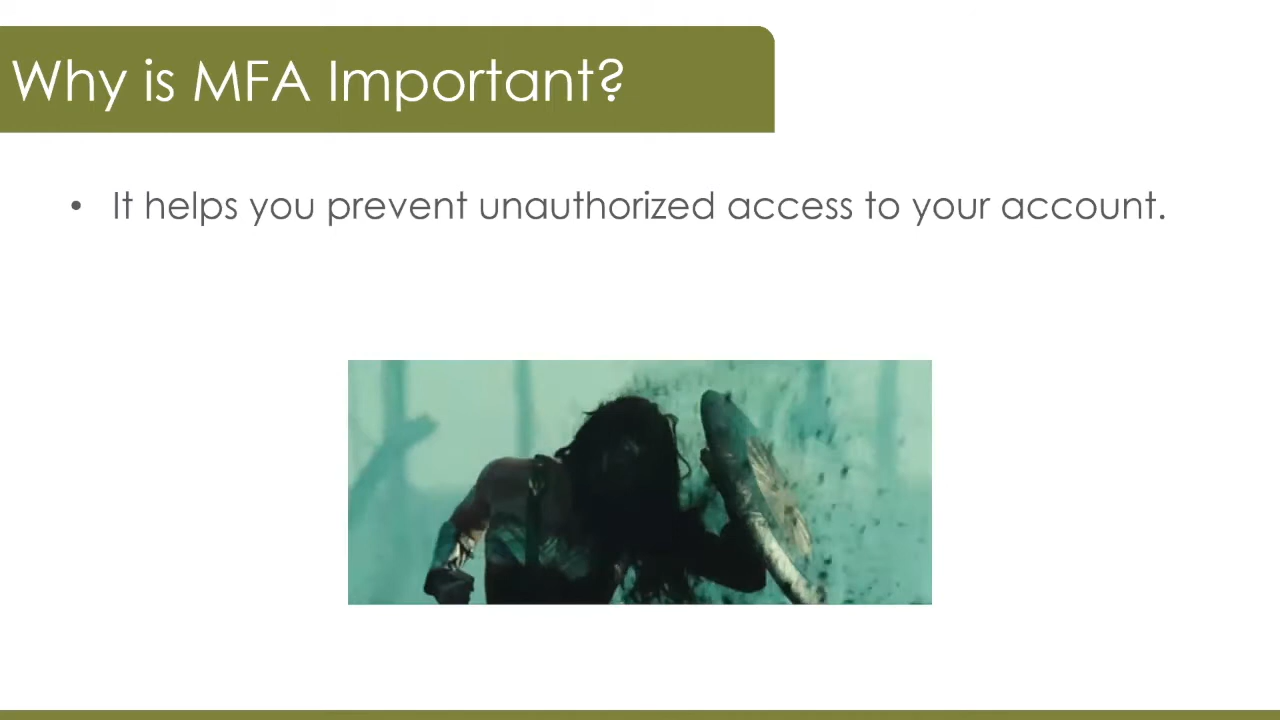 Why is MFA Important?
• It helps you prevent unauthorized access to your account.